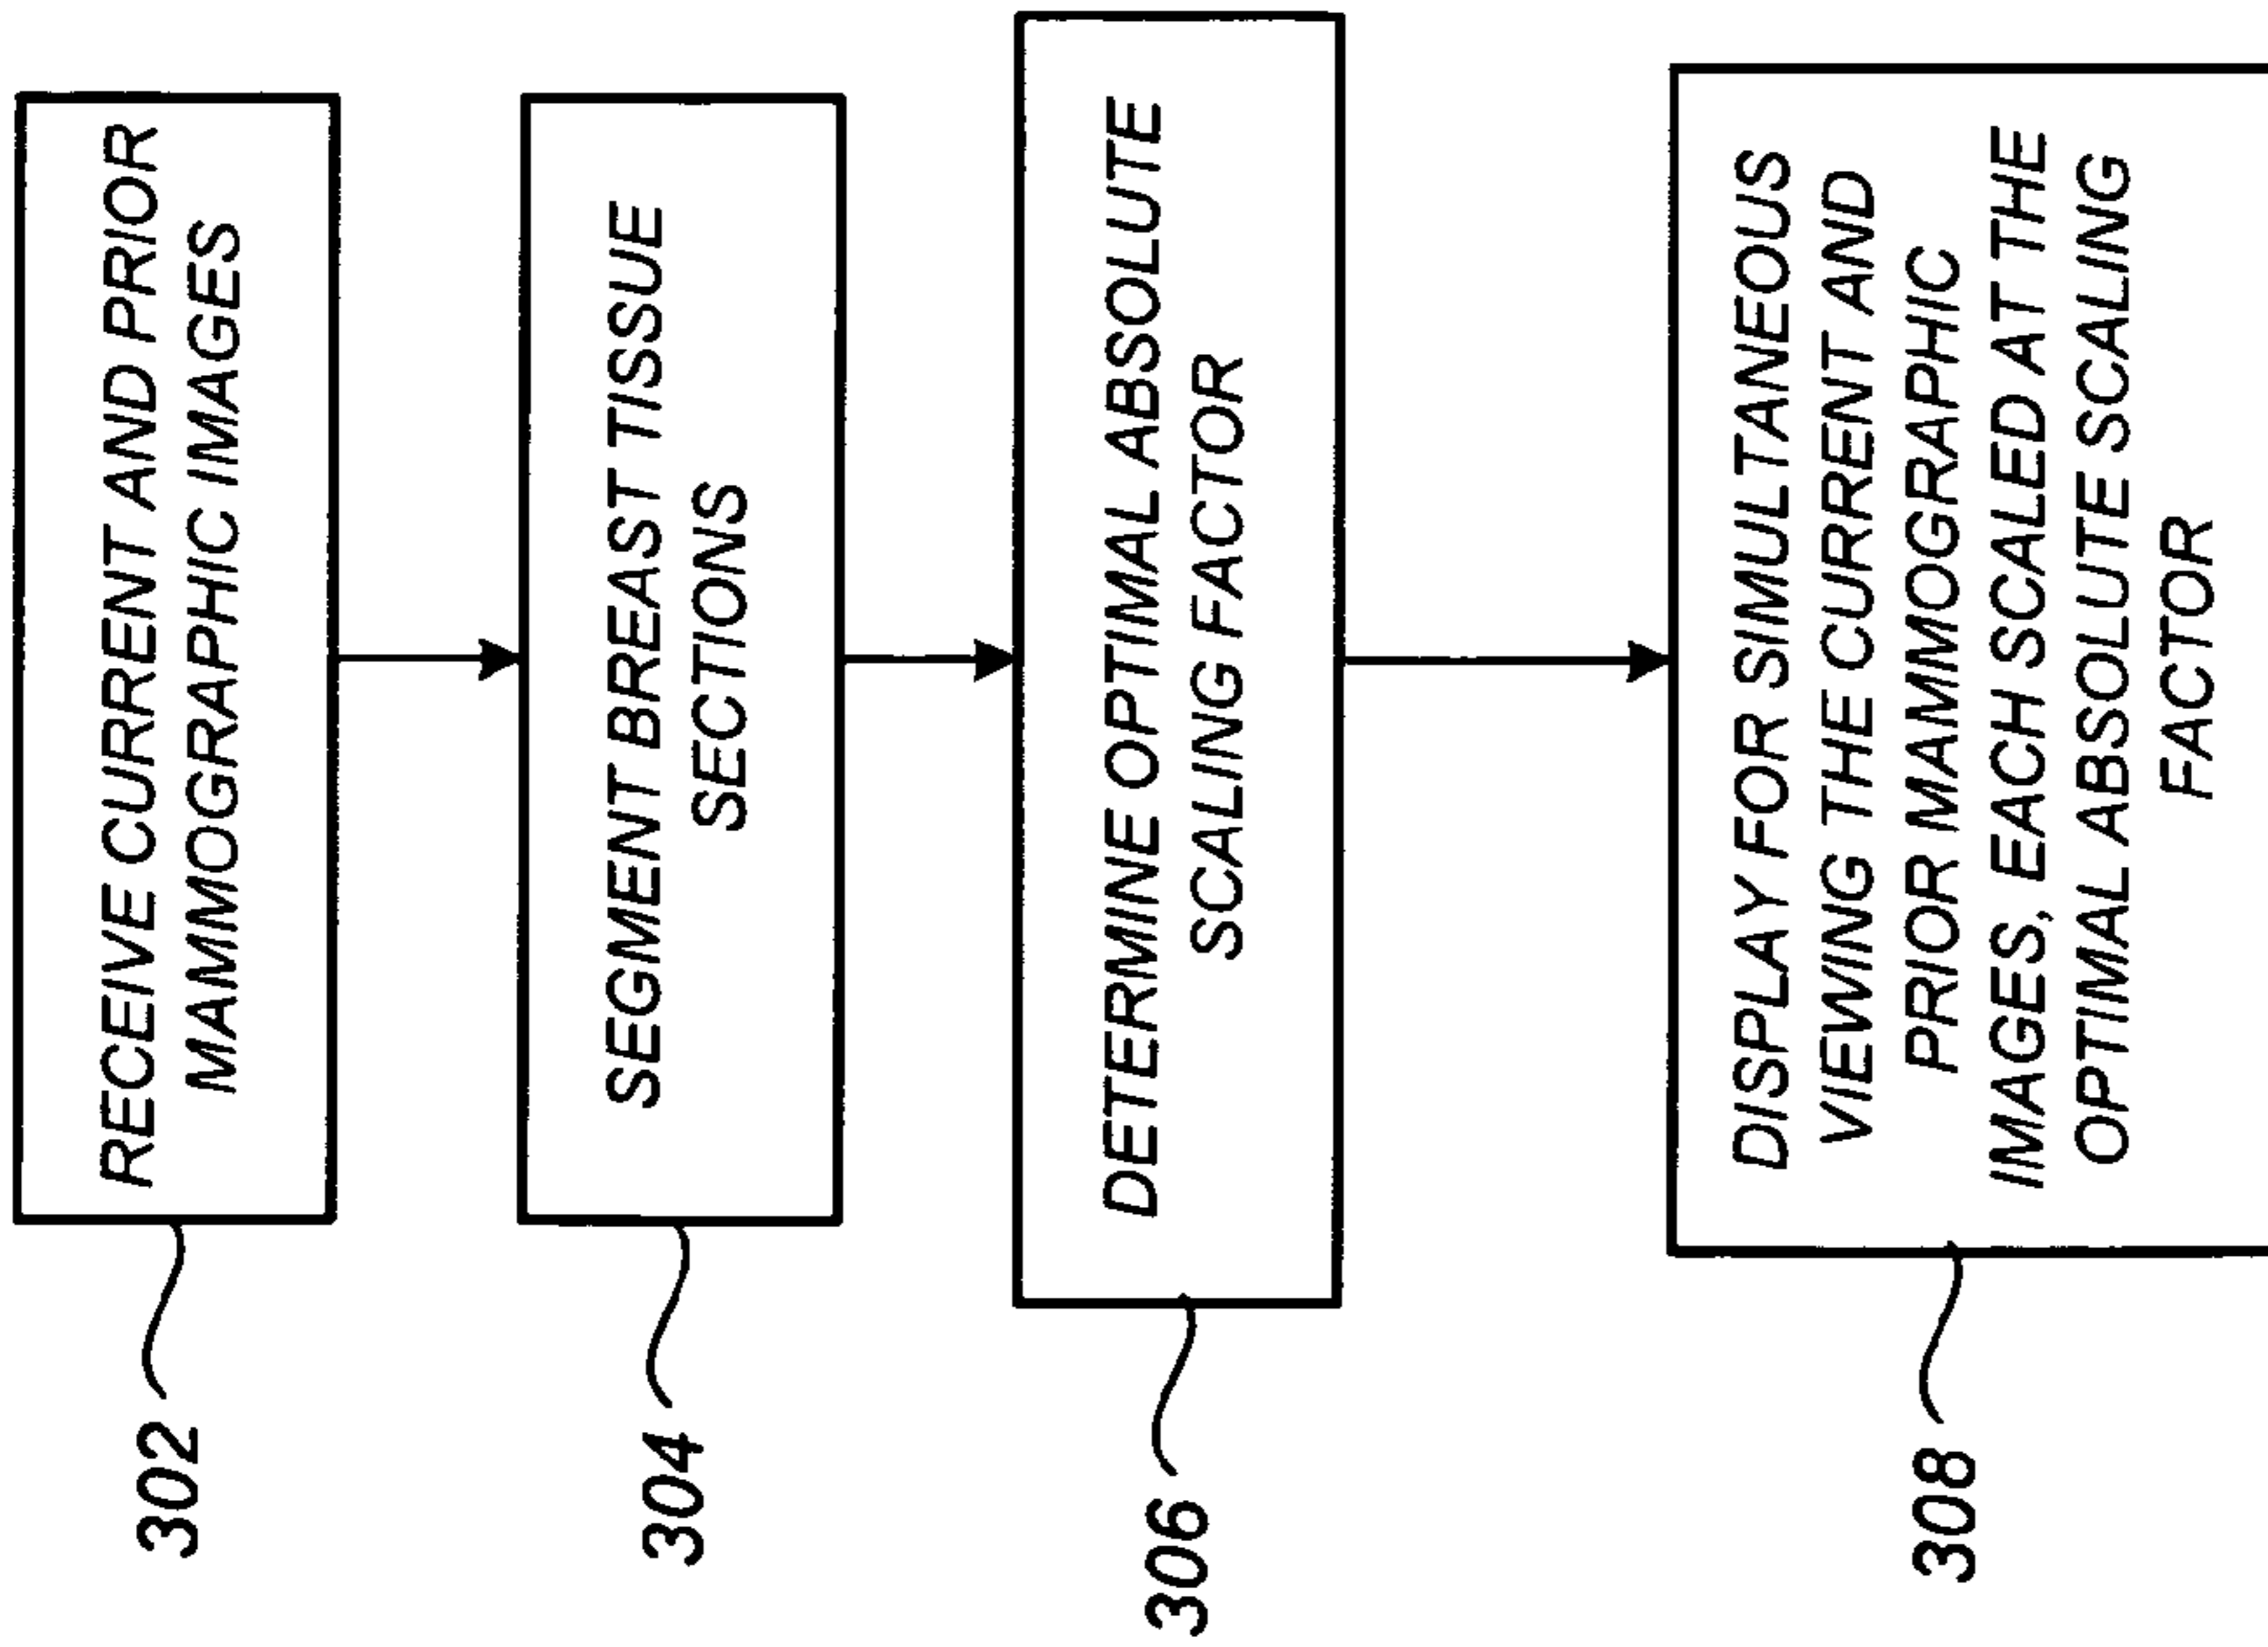 302
RECEIVE CURRENT AND PRIOR
MAMMOGRAPHIC IMAGES
304
SEGMENT BREAST TISSUE
SECTIONS
306
DETERMINE OPTIMAL ABSOLUTE
SCALING FACTOR
308
DISPLAY FOR SIMULTANEOUS
VIEWING THE CURRENT AND
PRIOR MAMMOGRAPHIC
IMAGES, EACH SCALED AT THE
OPTIMAL ABSOLUTE SCALING
FACTOR